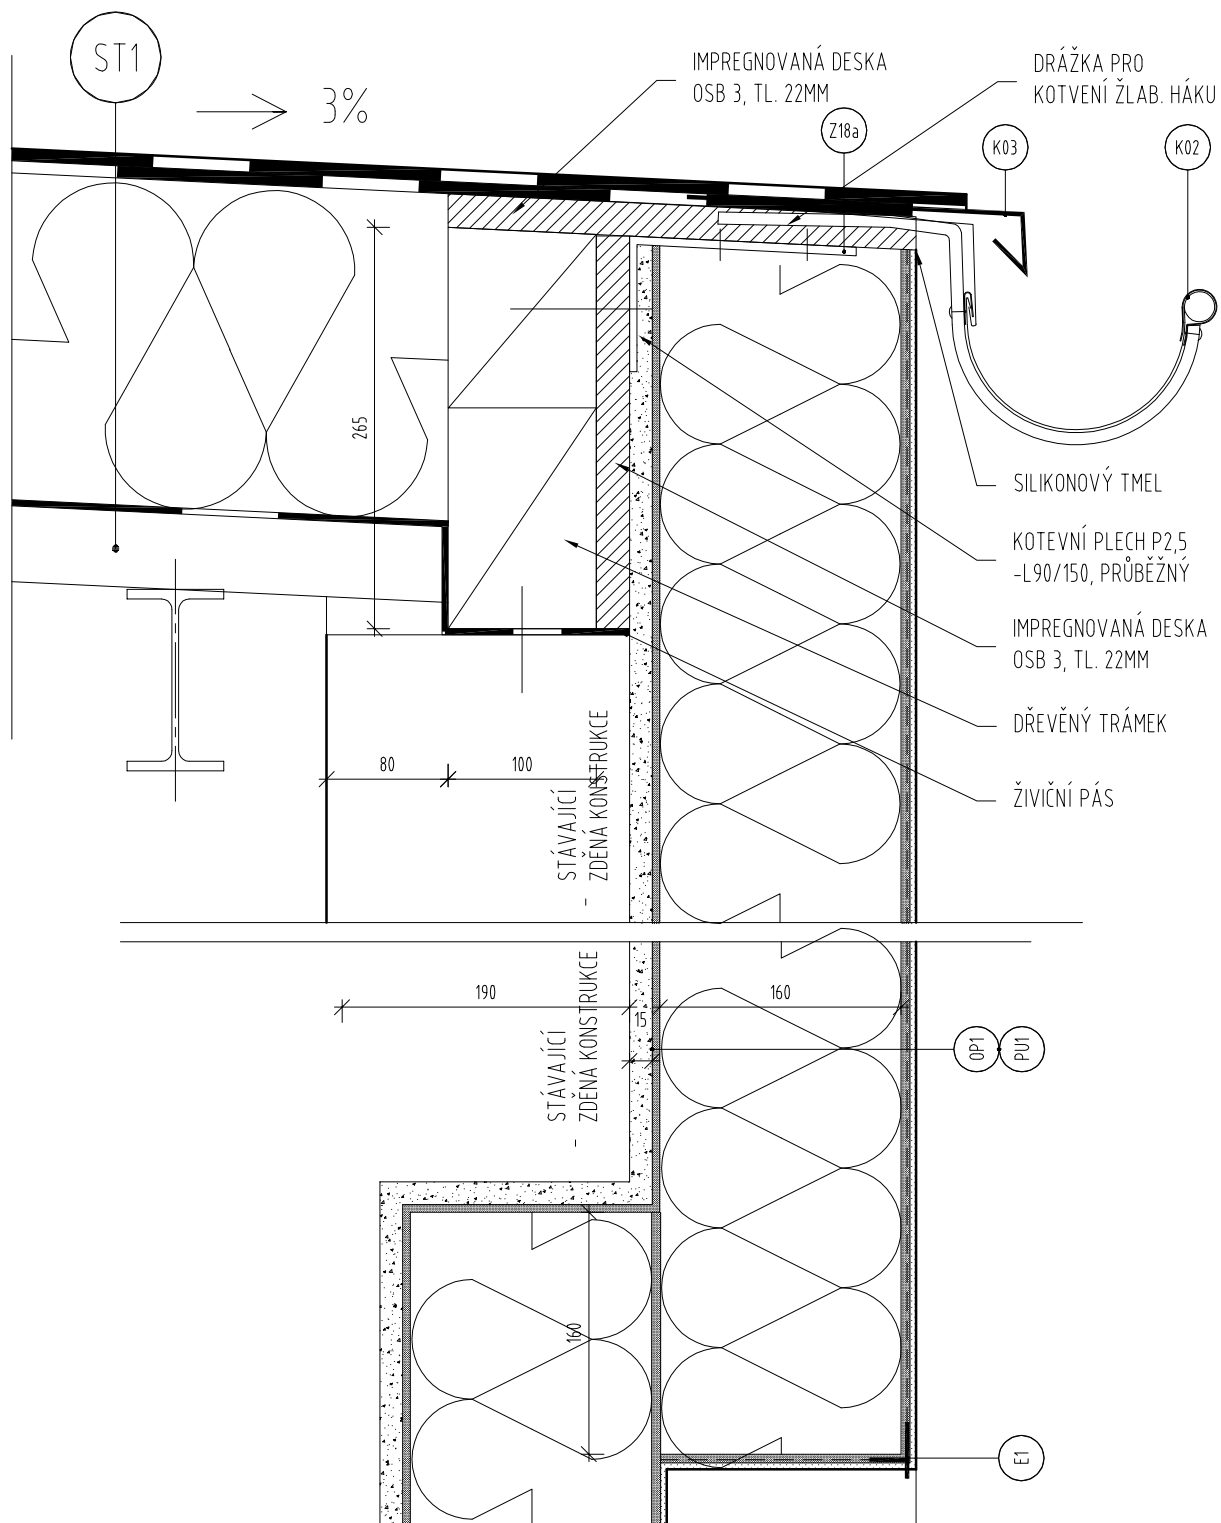 ST1
3%
IMPREGNOVANÁ DESKA
OSB 3, TL. 22MM
DRÁŽKA PRO
KOTVENÍ ŽLAB. HÁKU
Z18a
K03
K02
265
SILIKONOVÝ TMEL
KOTEVNÍ PLECH P2,5
-L90/150, PRŮBĚŽNÝ
IMPREGNOVANÁ DESKA
OSB 3, TL. 22MM
DŘEVĚNÝ TRÁMEK
ŽIVIČNÍ PÁS
80
100
- STÁVAJÍCÍ
ZDĚNÁ KONSTRUKCE
190
15
160
- STÁVAJÍCÍ
ZDĚNÁ KONSTRUKCE
OP1
PU1
160
E1